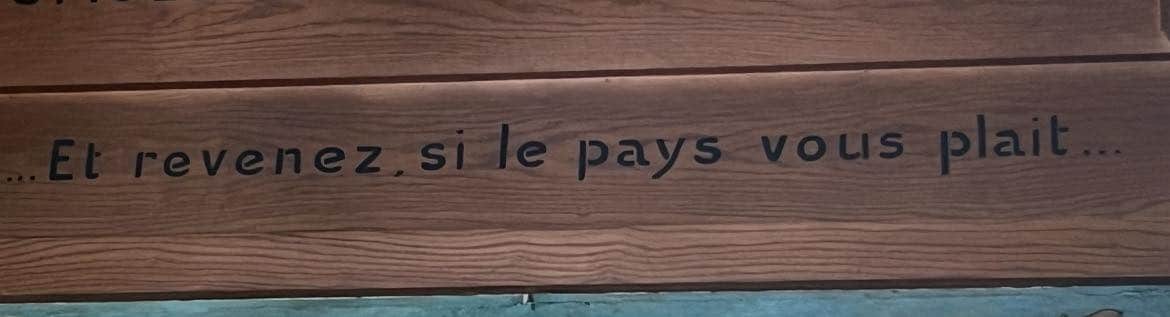 ...Et revenez, si le pays vous plait...